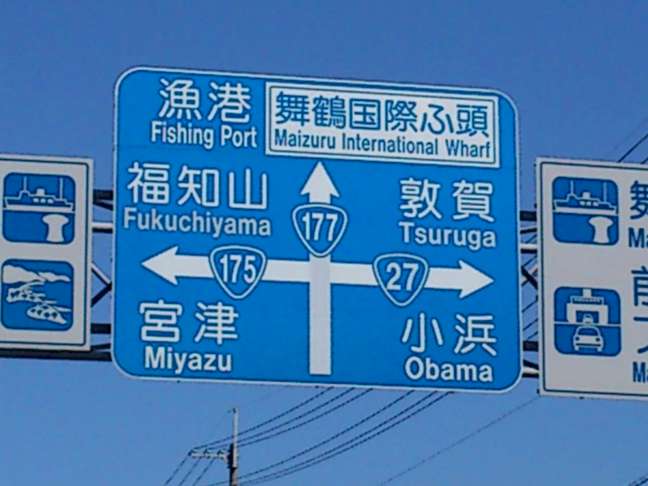 漁港
Fishing Port
舞鶴国際ふ頭
Maizuru International Wharf
福知山
Fukuchiyama
177
敦賀
Tsuruga
175
27
宮津
Miyazu
小浜
Obama